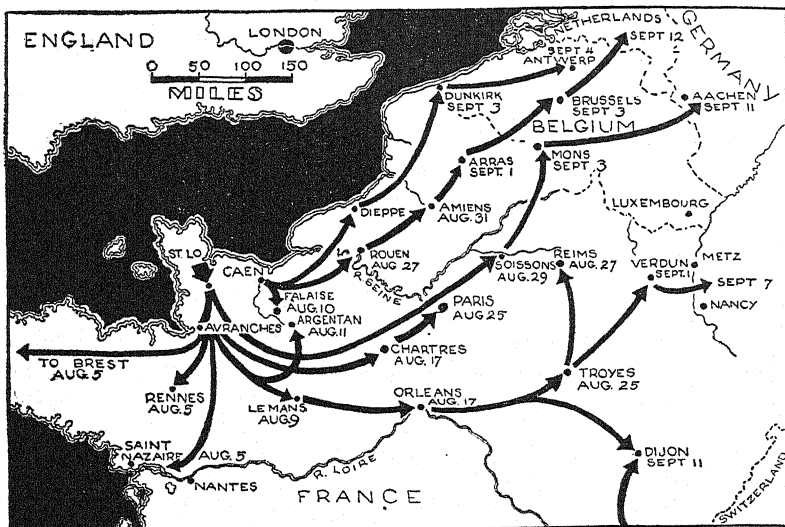 ENGLAND
LONDON
0 50 100 150
MILES
NETHERLANDS
SEPT 12
GERMANY
SEPT 4
ANTWERP
DUNKIRK
SEPT 3
BRUSSELS
SEPT 3
AACHEN
SEPT 11
BELGIUM
ARRAS
SEPT. 1
MONS
SEPT 3
DIEPPE
AMIENS
AUG. 31
LUXEMBOURG
ST. LO
CAEN
ROUEN
AUG 27
R. SEINE
SOISSONS
AUG. 29
REIMS
AUG. 27
VERDUN
SEPT. 1
METZ
SEPT 7
NANCY
FALAISE
AUG. 10
ARGENTAN
AUG. 11
PARIS
AUG 25
AVRANCHES
CHARTRES
AUG. 17
TO BREST
AUG. 5
RENNES
AUG. 5
LE MANS
AUG. 9
ORLEANS
AUG. 17
TROYES
AUG. 25
SAINT
NAZAIRE
AUG. 5
NANTES
R. LOIRE
DIJON
SEPT 11
FRANCE
SWITZERLAND